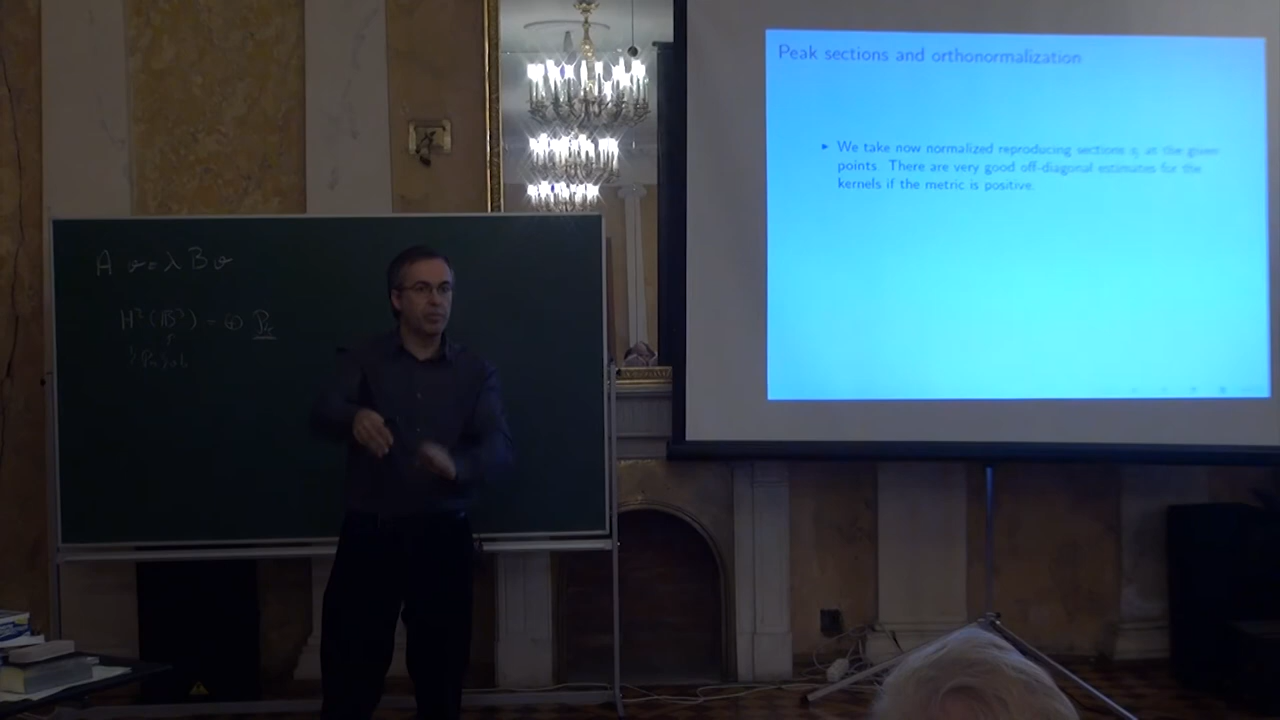 Peak sections and orthonormalization
We take now normalized reproducing sections sⱼ at the given
points. There are very good off-diagonal estimates for the
kernels if the metric is positive.
A v = λ B v